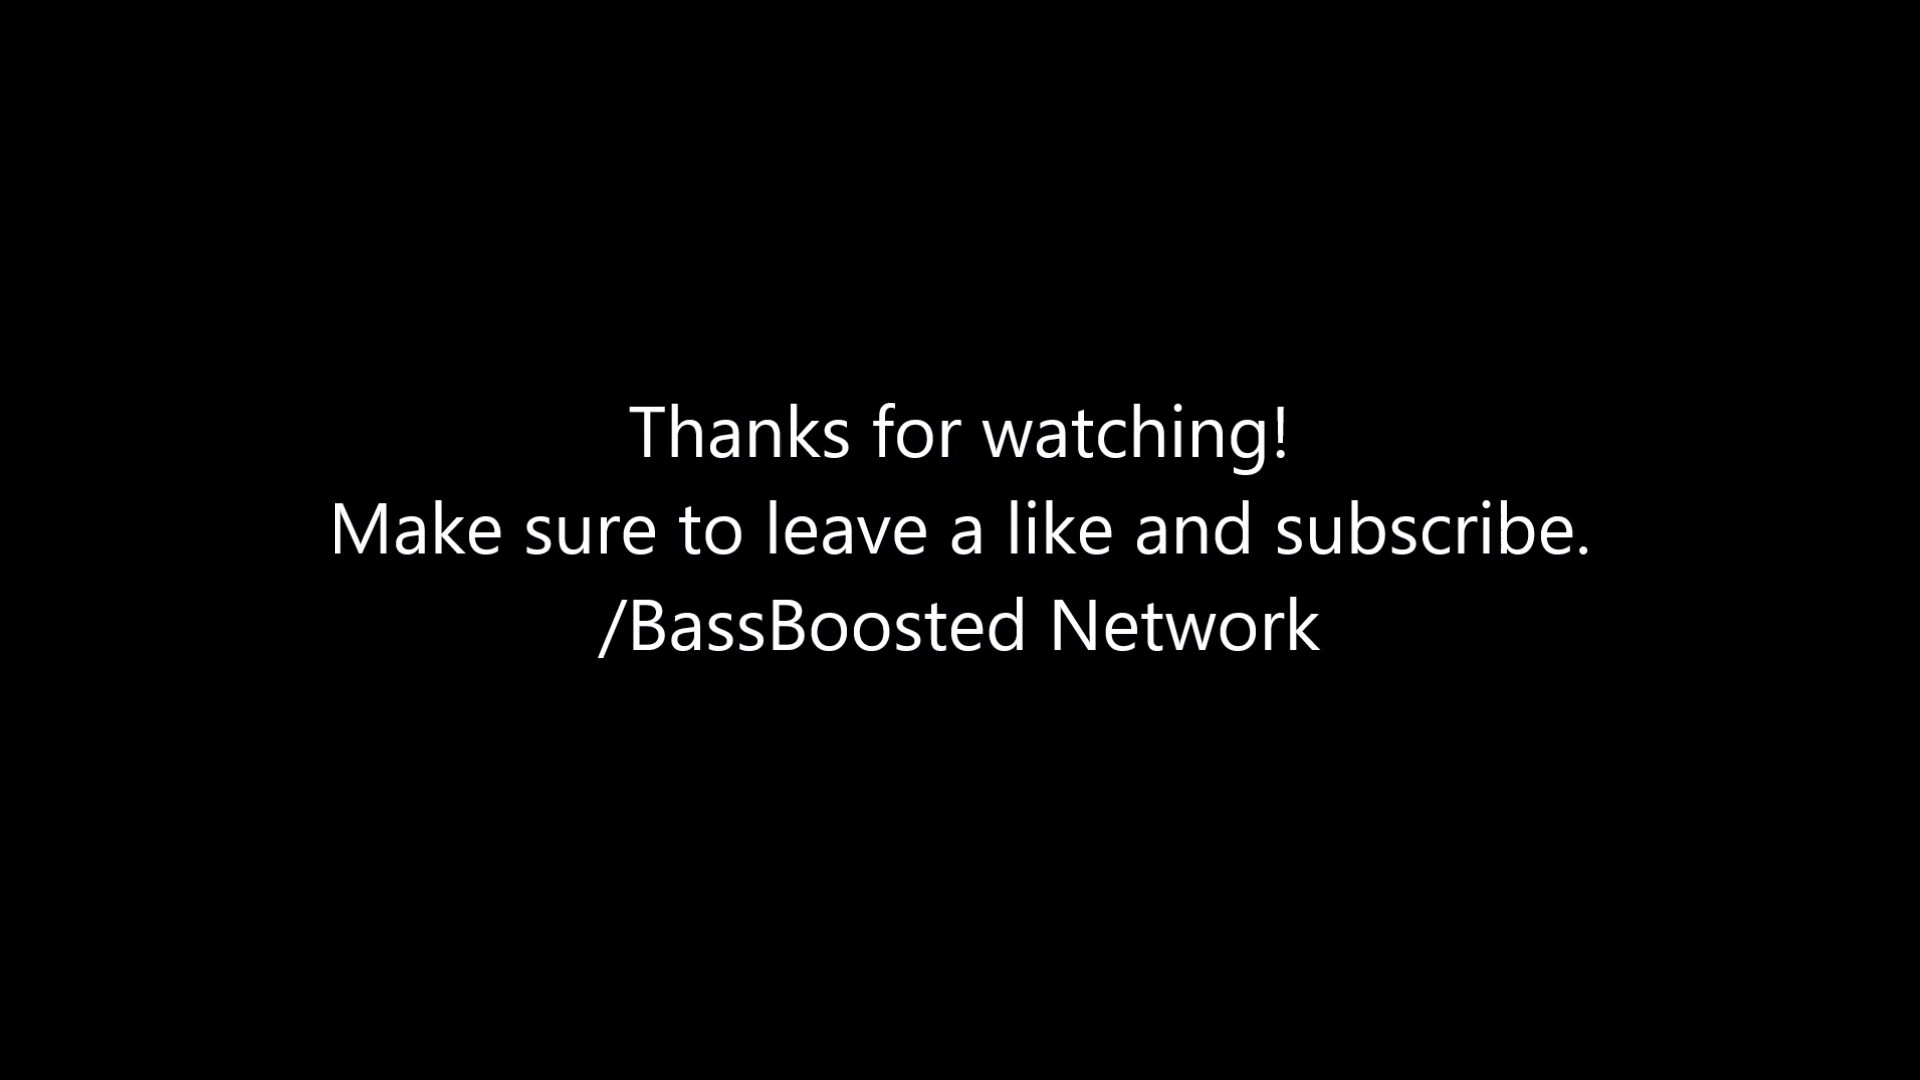 Thanks for watching!
Make sure to leave a like and subscribe.
/BassBoosted Network